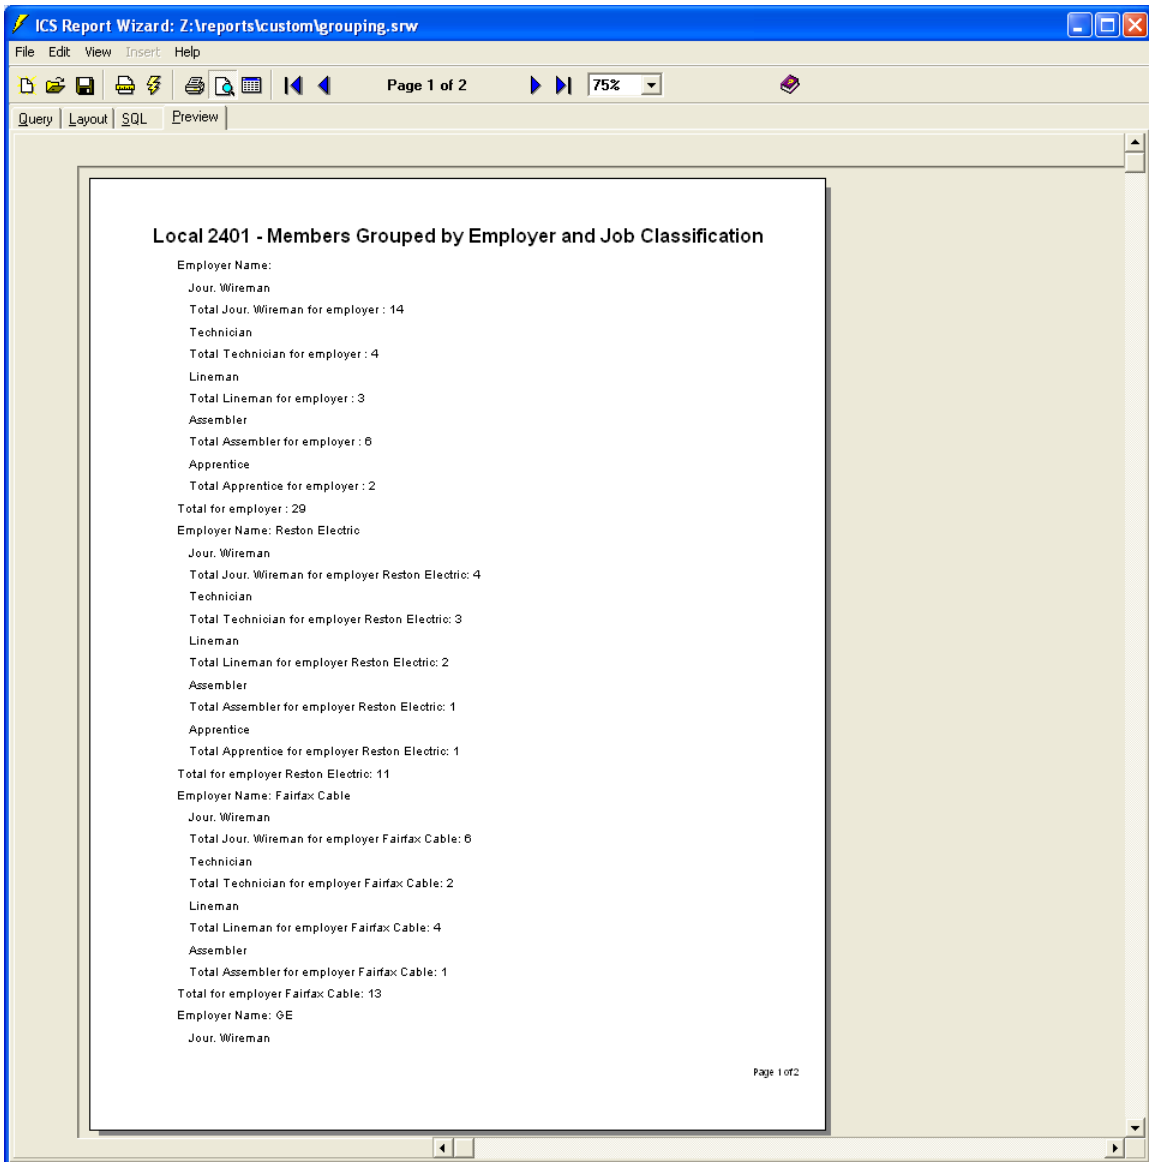 ICS Report Wizard: Z:\reports\custom\grouping.srw
File Edit View Insert Help
Page 1 of 2 75%
Query Layout SQL Preview
Local 2401 - Members Grouped by Employer and Job Classification
Employer Name:
Jour. Wireman
Total Jour. Wireman for employer : 14
Technician
Total Technician for employer : 4
Lineman
Total Lineman for employer : 3
Assembler
Total Assembler for employer : 6
Apprentice
Total Apprentice for employer : 2
Total for employer : 29
Employer Name: Reston Electric
Jour. Wireman
Total Jour. Wireman for employer Reston Electric: 4
Technician
Total Technician for employer Reston Electric: 3
Lineman
Total Lineman for employer Reston Electric: 2
Assembler
Total Assembler for employer Reston Electric: 1
Apprentice
Total Apprentice for employer Reston Electric: 1
Total for employer Reston Electric: 11
Employer Name: Fairfax Cable
Jour. Wireman
Total Jour. Wireman for employer Fairfax Cable: 6
Technician
Total Technician for employer Fairfax Cable: 2
Lineman
Total Lineman for employer Fairfax Cable: 4
Assembler
Total Assembler for employer Fairfax Cable: 1
Total for employer Fairfax Cable: 13
Employer Name: GE
Jour. Wireman
Page 1 of 2